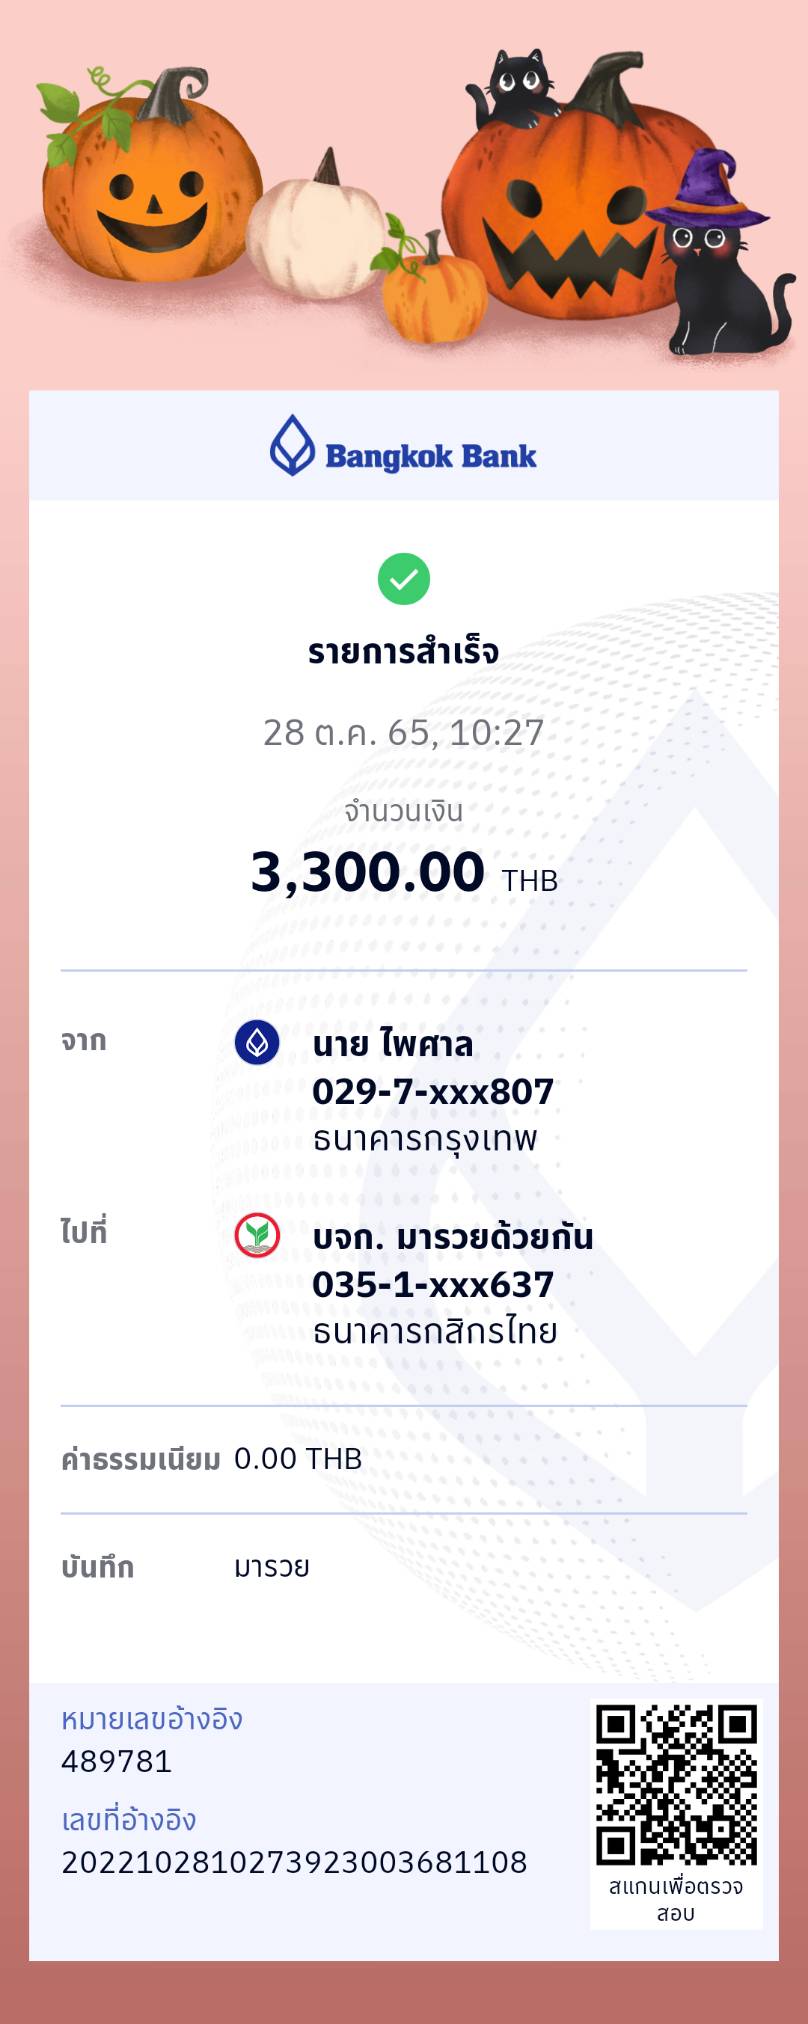 Bangkok Bank
รายการสำเร็จ
28 ต.ค. 65, 10:27
จำนวนเงิน
3,300.00 THB
จาก
นาย ไพศาล
029-7-xxx807
ธนาคารกรุงเทพ
ไปที่
บจก. มารวยด้วยกัน
035-1-xxx637
ธนาคารกสิกรไทย
ค่าธรรมเนียม 0.00 THB
บันทึก มารวย
หมายเลขอ้างอิง
489781
เลขที่อ้างอิง
2022102810273923003681108
สแกนเพื่อตรวจ
สอบ